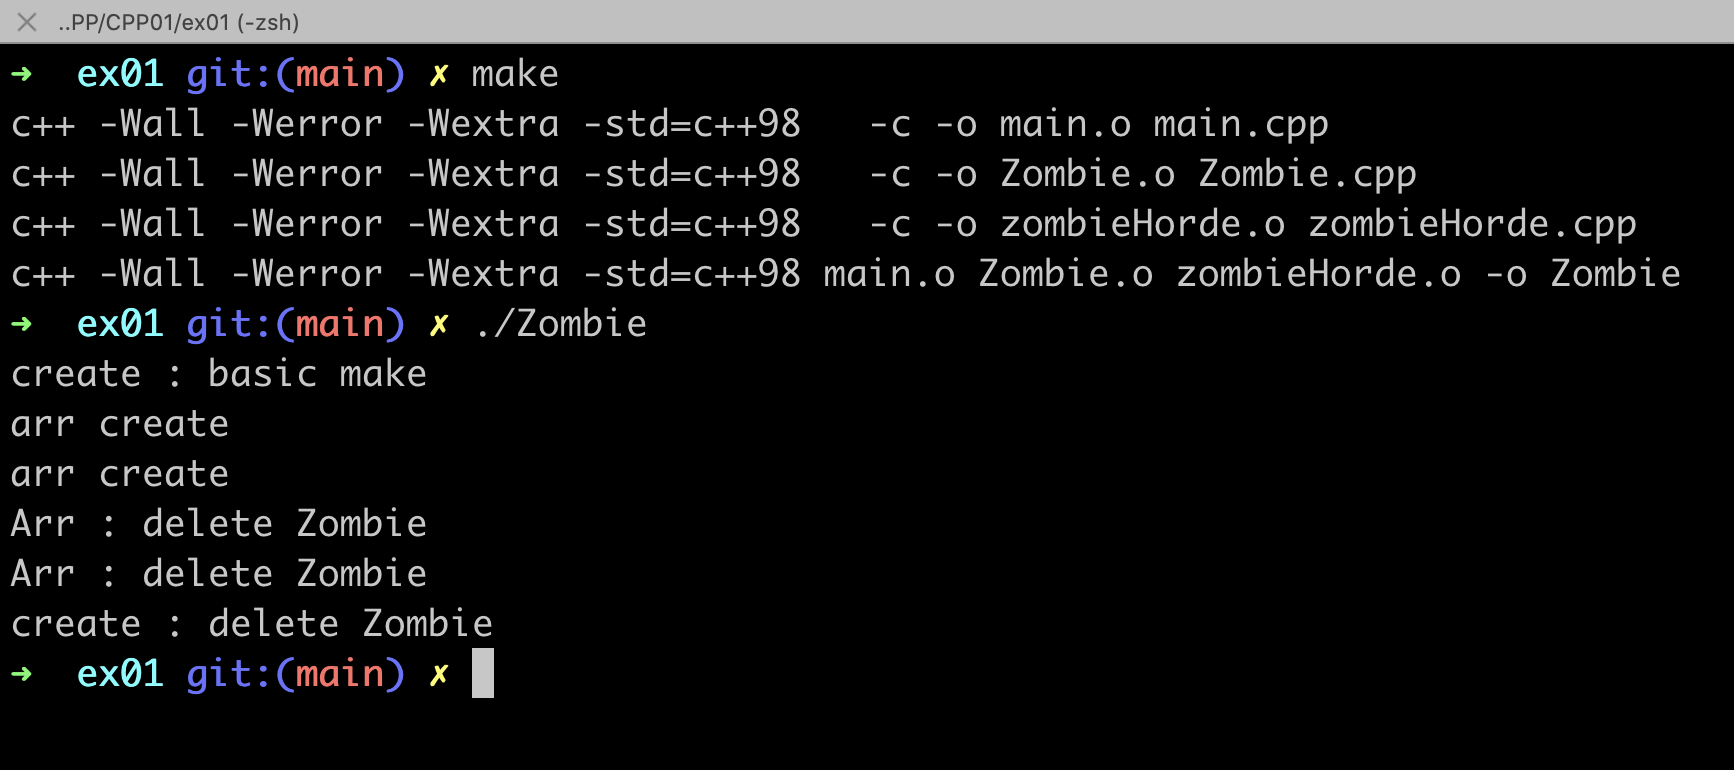 ..PP/CPP01/ex01 (-zsh)
➜  ex01 git:(main) ✗ make
c++ -Wall -Werror -Wextra -std=c++98   -c -o main.o main.cpp
c++ -Wall -Werror -Wextra -std=c++98   -c -o Zombie.o Zombie.cpp
c++ -Wall -Werror -Wextra -std=c++98   -c -o zombieHorde.o zombieHorde.cpp
c++ -Wall -Werror -Wextra -std=c++98 main.o Zombie.o zombieHorde.o -o Zombie
➜  ex01 git:(main) ✗ ./Zombie
create : basic make
arr create
arr create
Arr : delete Zombie
Arr : delete Zombie
create : delete Zombie
➜  ex01 git:(main) ✗